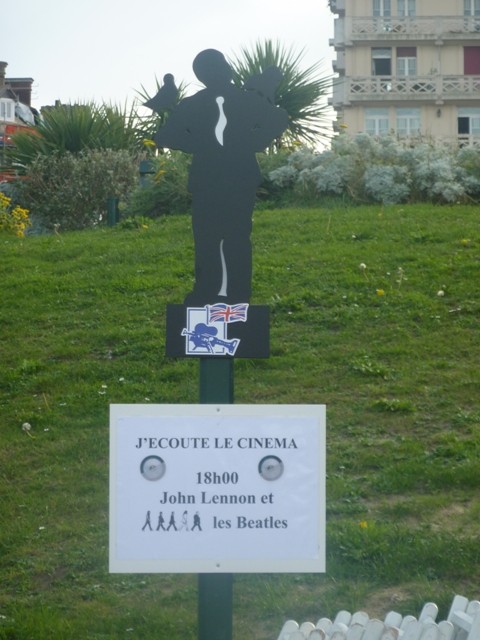 J'ECOUTE LE CINEMA
18h00
John Lennon et
les Beatles